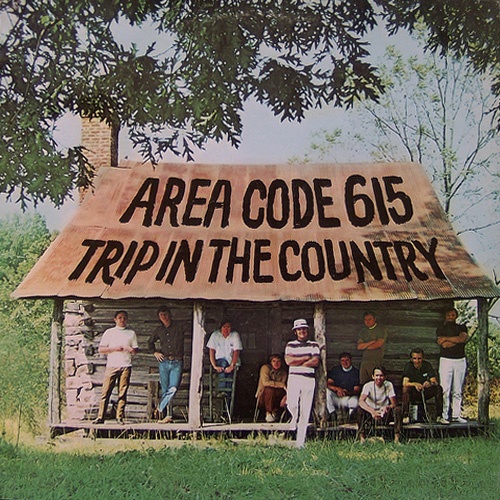 AREA CODE 615
TRIP IN THE COUNTRY